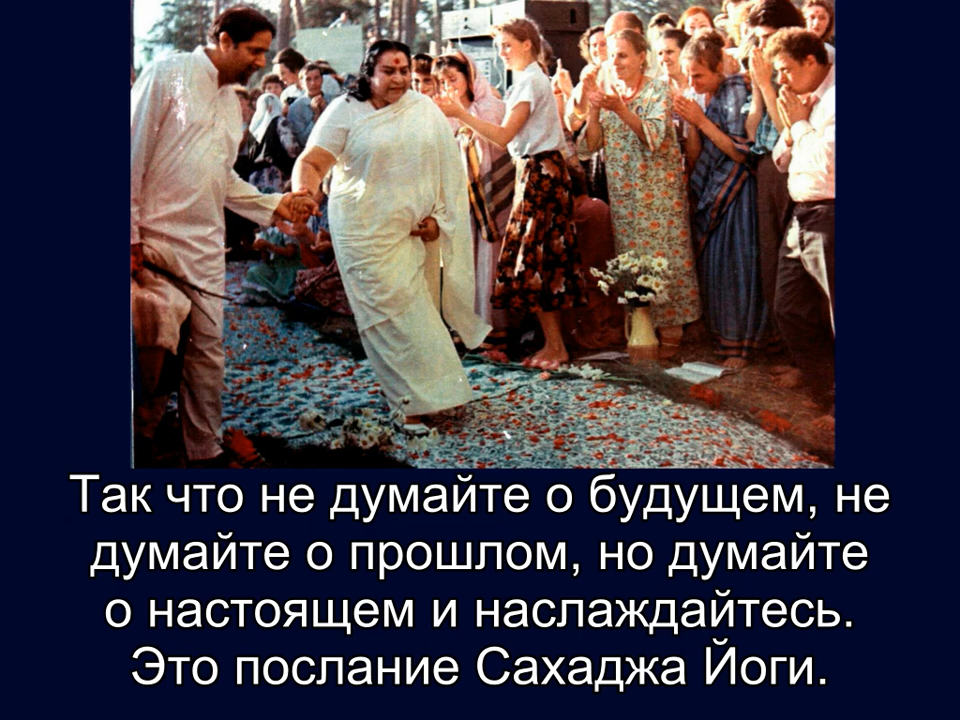 Так что не думайте о будущем, не
думайте о прошлом, но думайте
о настоящем и наслаждайтесь.
Это послание Сахаджа Йоги.